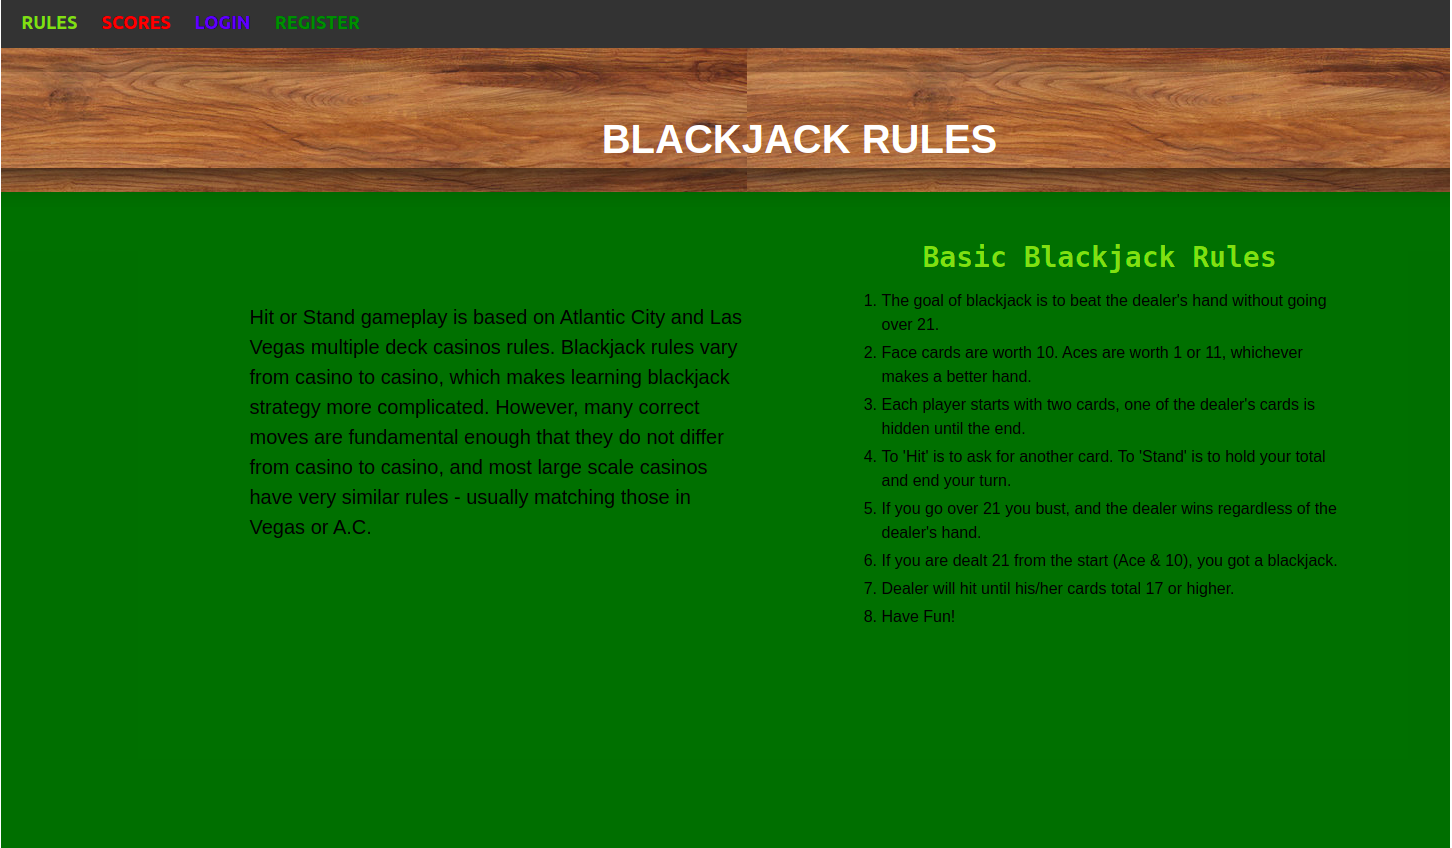 RULES SCORES LOGIN REGISTER
BLACKJACK RULES
Hit or Stand gameplay is based on Atlantic City and Las
Vegas multiple deck casinos rules. Blackjack rules vary
from casino to casino, which makes learning blackjack
strategy more complicated. However, many correct
moves are fundamental enough that they do not differ
from casino to casino, and most large scale casinos
have very similar rules - usually matching those in
Vegas or A.C.
Basic Blackjack Rules
1. The goal of blackjack is to beat the dealer's hand without going
over 21.
2. Face cards are worth 10. Aces are worth 1 or 11, whichever
makes a better hand.
3. Each player starts with two cards, one of the dealer's cards is
hidden until the end.
4. To 'Hit' is to ask for another card. To 'Stand' is to hold your total
and end your turn.
5. If you go over 21 you bust, and the dealer wins regardless of the
dealer's hand.
6. If you are dealt 21 from the start (Ace & 10), you got a blackjack.
7. Dealer will hit until his/her cards total 17 or higher.
8. Have Fun!